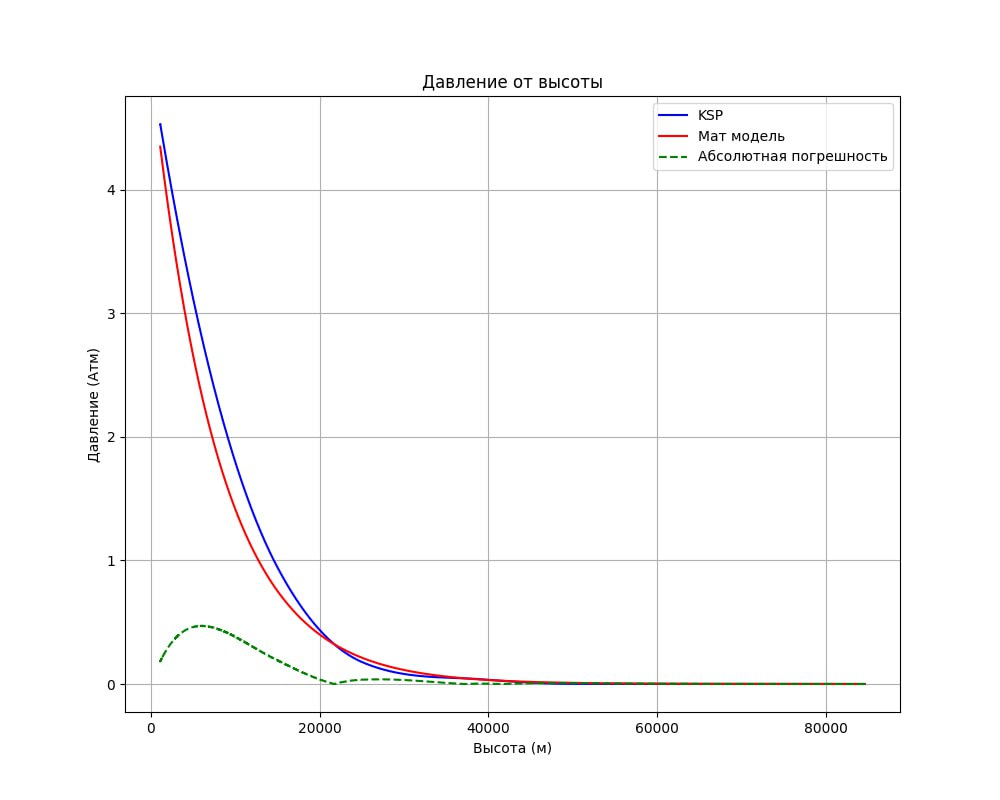 Давление от высоты
KSP
Мат модель
Абсолютная погрешность
Давление (Атм)
4
3
2
1
0
0 20000 40000 60000 80000
Высота (м)